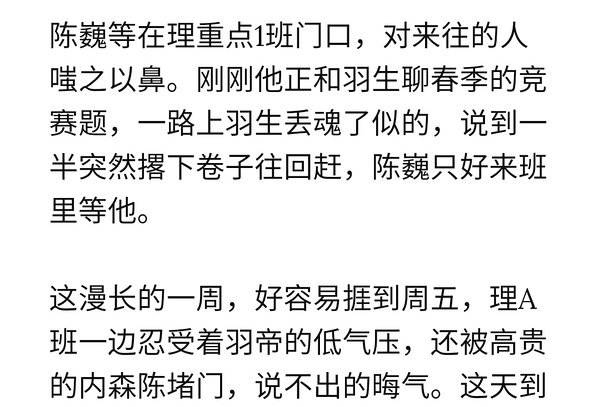 陈巍等在理重点1班门口，对来往的人
嗤之以鼻。刚刚他正和羽生聊春季的竞
赛题，一路上羽生丢魂了似的，说到一
半突然撂下卷子往回赶，陈巍只好来班
里等他。
这漫长的一周，好容易捱到周五，理A
班一边忍受着羽帝的低气压，还被高贵
的内森陈堵门，说不出的晦气。这天到